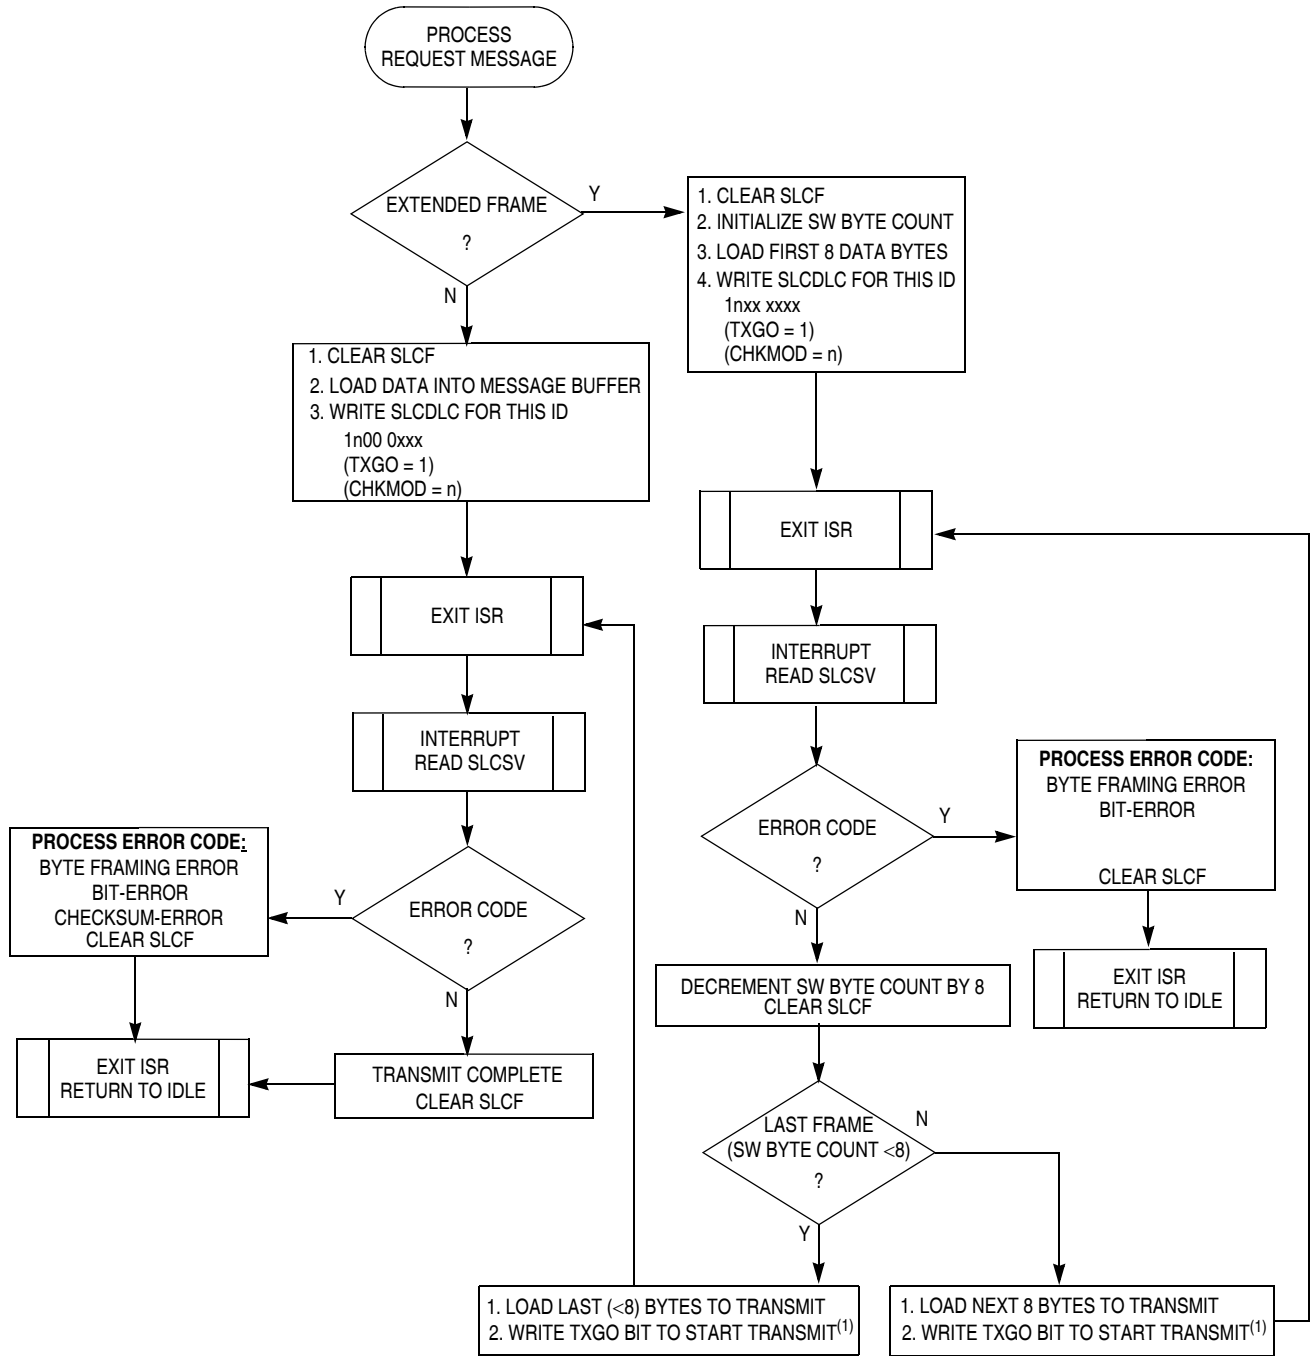 PROCESS
REQUEST MESSAGE
EXTENDED FRAME
?
Y
N
1. CLEAR SLCF
2. INITIALIZE SW BYTE COUNT
3. LOAD FIRST 8 DATA BYTES
4. WRITE SLCDLC FOR THIS ID
1nxx xxxx
(TXGO = 1)
(CHKMOD = n)
1. CLEAR SLCF
2. LOAD DATA INTO MESSAGE BUFFER
3. WRITE SLCDLC FOR THIS ID
1n00 0xxx
(TXGO = 1)
(CHKMOD = n)
EXIT ISR
EXIT ISR
INTERRUPT
READ SLCSV
INTERRUPT
READ SLCSV
PROCESS ERROR CODE:
BYTE FRAMING ERROR
BIT-ERROR
CLEAR SLCF
ERROR CODE
?
Y
N
PROCESS ERROR CODE:
BYTE FRAMING ERROR
BIT-ERROR
CHECKSUM-ERROR
CLEAR SLCF
Y
ERROR CODE
?
N
EXIT ISR
RETURN TO IDLE
DECREMENT SW BYTE COUNT BY 8
CLEAR SLCF
EXIT ISR
RETURN TO IDLE
TRANSMIT COMPLETE
CLEAR SLCF
LAST FRAME
(SW BYTE COUNT <8)
?
N
Y
1. LOAD LAST (<8) BYTES TO TRANSMIT
2. WRITE TXGO BIT TO START TRANSMIT(1)
1. LOAD NEXT 8 BYTES TO TRANSMIT
2. WRITE TXGO BIT TO START TRANSMIT(1)